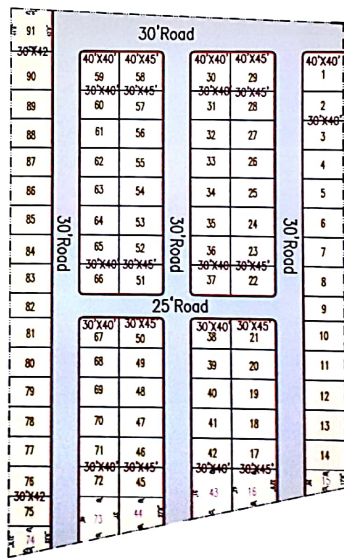 91
30'Road
30'X42
40'X40' 40'X45' 40'X40' 40'X45' 40'X40'
90 59 58 30 29 1
30'X40' 30'X45' 30'X40' 30'X45'
89 60 57 31 28 2
30'X40'
88 61 56 32 27 3
87 62 55 33 26 4
86 63 54 34 25 5
85 64 53 35 24 6
30'Road 30'Road 30'Road
84 65 52 36 23 7
30'X40' 30'X45' 30'X40' 30'X45'
83 66 51 37 22 8
82 25'Road 9
30'X40' 30'X45' 30'X40' 30'X45'
81 67 50 38 21 10
80 68 49 39 20 11
79 69 48 40 19 12
78 70 47 41 18 13
77 71 46 42 17 14
30'X40' 30'X45' 30'X40' 30'X45'
76 72 45 43 16 15
30'X42
75 73 44
74